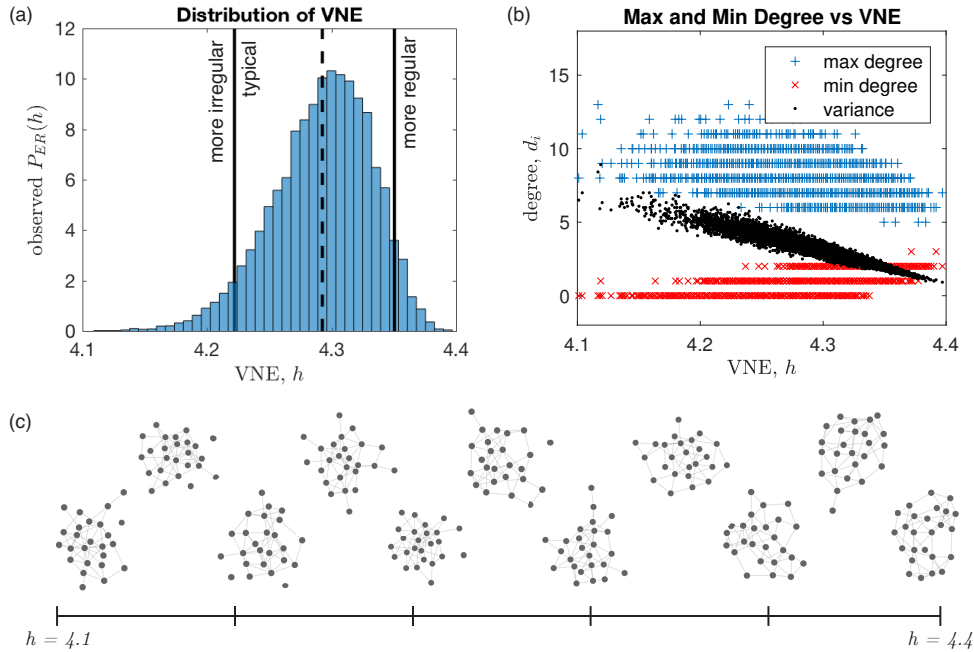 (a)
Distribution of VNE
12
10
8
6
4
2
0
observed P_ER(h)
more irregular
typical
more regular
4.1
4.2
4.3
4.4
VNE, h
(b)
Max and Min Degree vs VNE
15
10
5
0
degree, d_i
max degree
min degree
variance
4.1
4.2
4.3
4.4
VNE, h
(c)
h = 4.1
h = 4.4